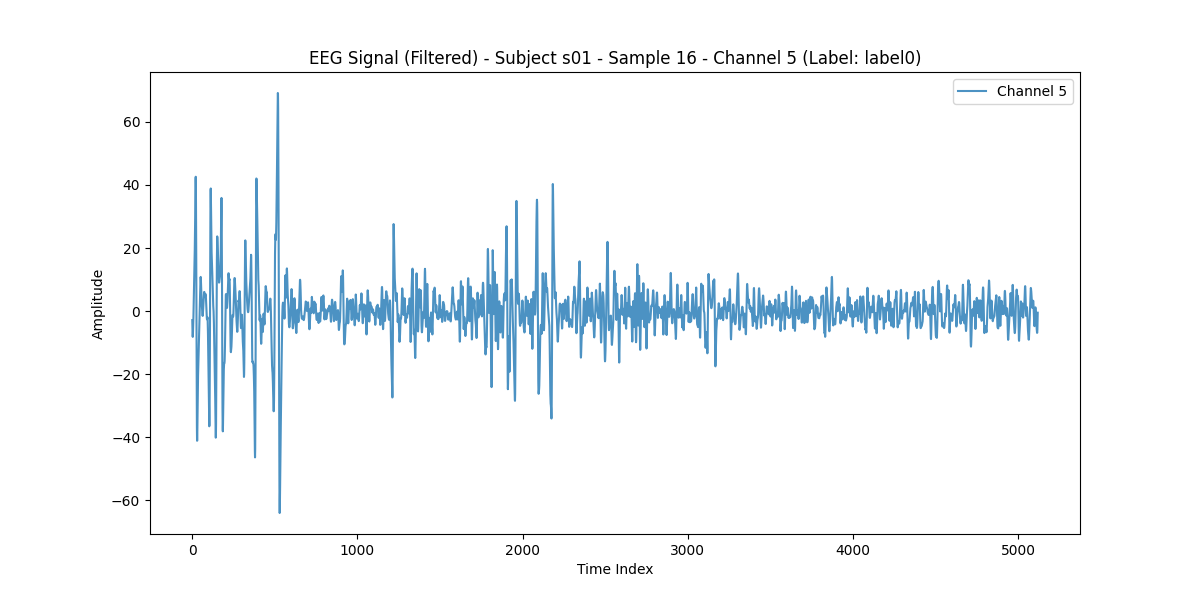 EEG Signal (Filtered) - Subject s01 - Sample 16 - Channel 5 (Label: label0)
Channel 5
Amplitude
60
40
20
0
−20
−40
−60
0 1000 2000 3000 4000 5000
Time Index